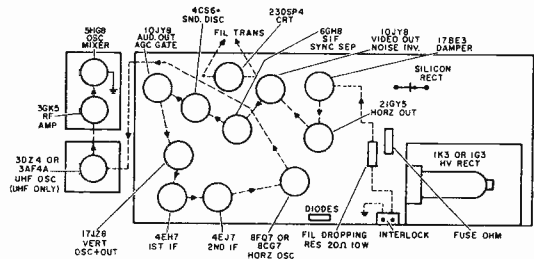 5HG8 OSC
MIXER
10JY8
AUD. OUT
AGC GATE
4CS6+
SND. DISC
FIL TRANS
23DSP4
CRT
6GH8
SIF
SYNC SEP
10JY8
VIDEO OUT
NOISE INV.
17BE3
DAMPER
SILICON
RECT
3GK5 RF
AMP
21GY5
HORZ OUT
3DZ4 OR
3AF4A
UHF OSC
(UHF ONLY)
1K3 OR 1G3
HV RECT
17JZ8
VERT
OSC+OUT
4EH7
1ST IF
4EJ7
2ND IF
8FQ7 OR
8CG7
HORZ OSC
DIODES
FIL DROPPING
RES 20Ω 10W
INTERLOCK
FUSE OHM